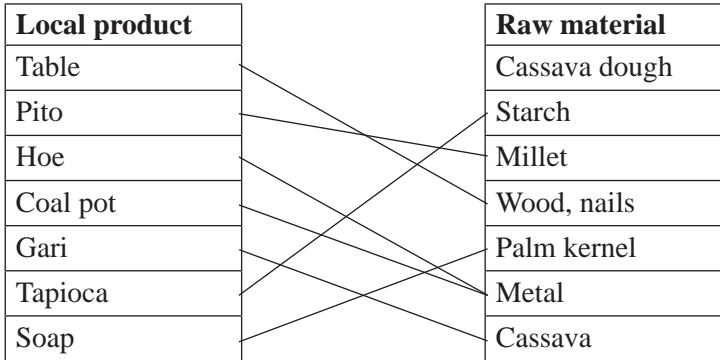 Local product Raw material
Table Cassava dough
Pito Starch
Hoe Millet
Coal pot Wood, nails
Gari Palm kernel
Tapioca Metal
Soap Cassava